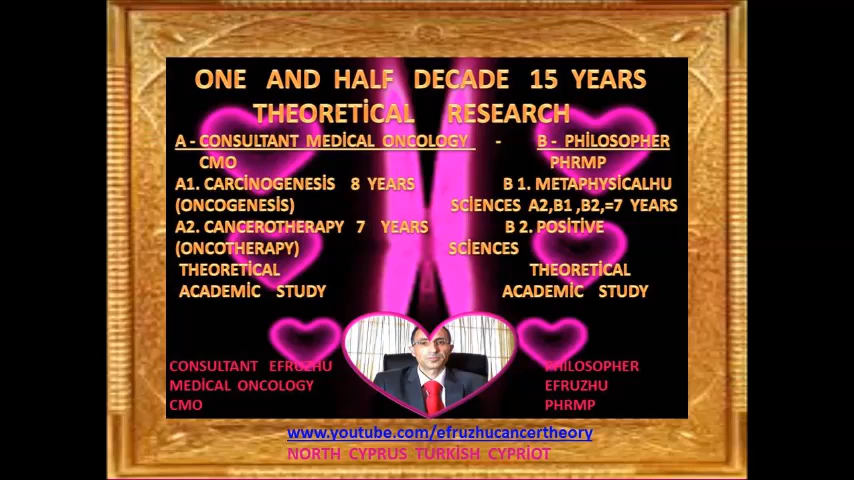 ONE AND HALF DECADE 15 YEARS
THEORETİCAL RESEARCH
A - CONSULTANT MEDİCAL ONCOLOGY - B - PHİLOSOPHER
CMO PHRMP
A1. CARCİNOGENESİS 8 YEARS B 1. METAPHYSİCALHU
(ONCOGENESİS) SCİENCES A2,B1 ,B2,=7 YEARS
A2. CANCEROTHERAPY 7 YEARS B 2. POSİTİVE
(ONCOTHERAPY) SCİENCES
THEORETİCAL THEORETİCAL
ACADEMİC STUDY ACADEMİC STUDY
CONSULTANT EFRUZHU PHILOSOPHER
MEDİCAL ONCOLOGY EFRUZHU
CMO PHRMP
www.youtube.com/efruzhucancertheory
NORTH CYPRUS TURKİSH CYPRİOT